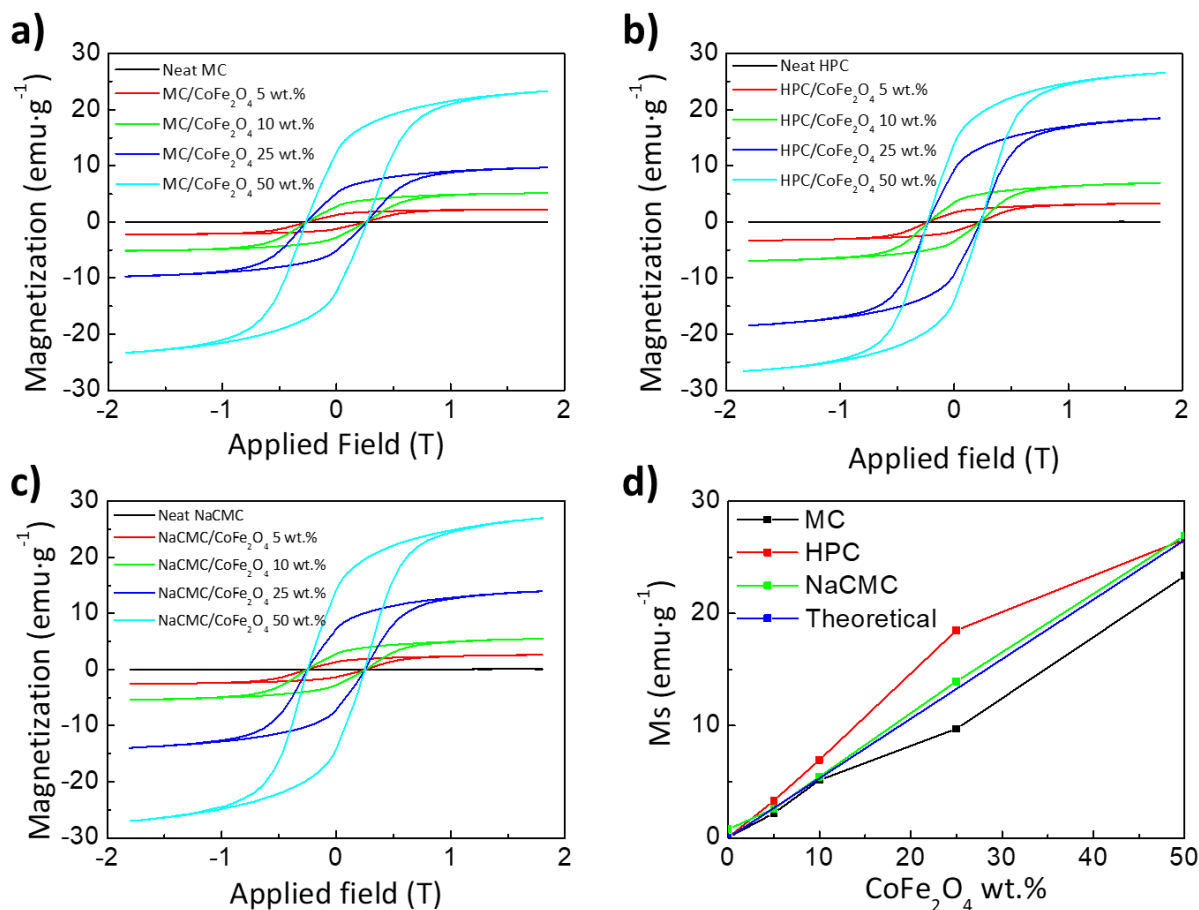 a)
Magnetization (emu·g⁻¹)
30
20
10
0
-10
-20
-30
Neat MC
MC/CoFe₂O₄ 5 wt.%
MC/CoFe₂O₄ 10 wt.%
MC/CoFe₂O₄ 25 wt.%
MC/CoFe₂O₄ 50 wt.%
-2 -1 0 1 2
Applied Field (T)
b)
Magnetization (emu·g⁻¹)
30
20
10
0
-10
-20
-30
Neat HPC
HPC/CoFe₂O₄ 5 wt.%
HPC/CoFe₂O₄ 10 wt.%
HPC/CoFe₂O₄ 25 wt.%
HPC/CoFe₂O₄ 50 wt.%
-2 -1 0 1 2
Applied field (T)
c)
Magnetization (emu·g⁻¹)
30
20
10
0
-10
-20
-30
Neat NaCMC
NaCMC/CoFe₂O₄ 5 wt.%
NaCMC/CoFe₂O₄ 10 wt.%
NaCMC/CoFe₂O₄ 25 wt.%
NaCMC/CoFe₂O₄ 50 wt.%
-2 -1 0 1 2
Applied field (T)
d)
Ms (emu·g⁻¹)
30
20
10
0
MC
HPC
NaCMC
Theoretical
0 10 20 30 40 50
CoFe₂O₄ wt.%